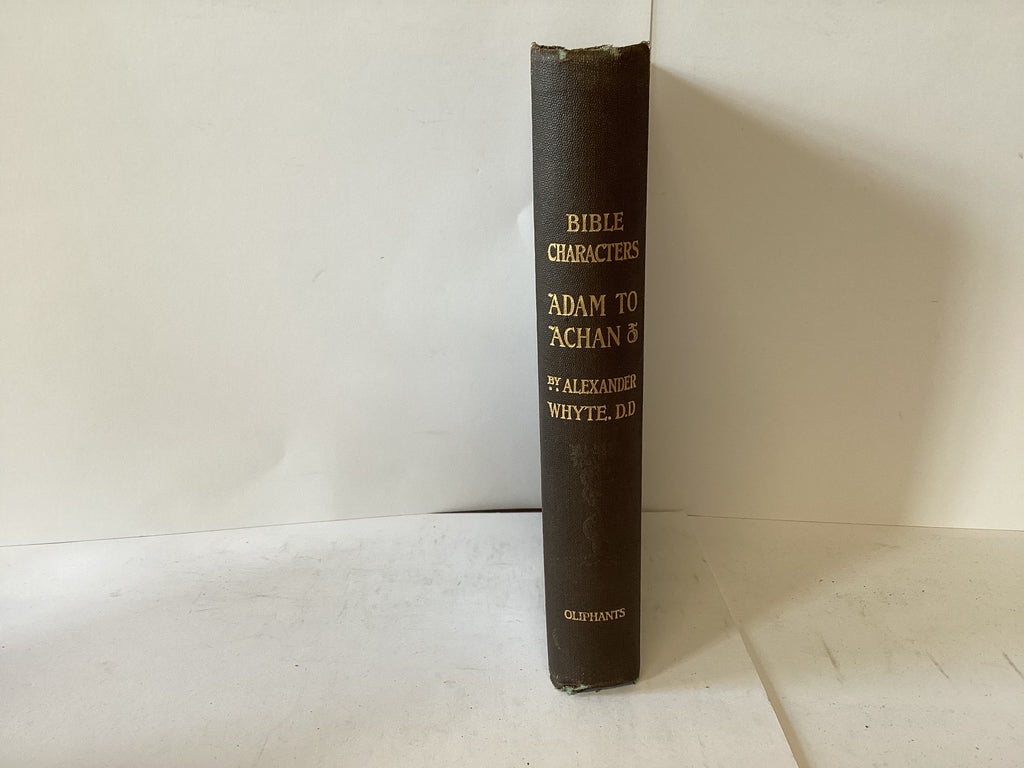 BIBLE
CHARACTERS
ADAM TO
ACHAN
BY ALEXANDER
WHYTE. D.D
OLIPHANTS